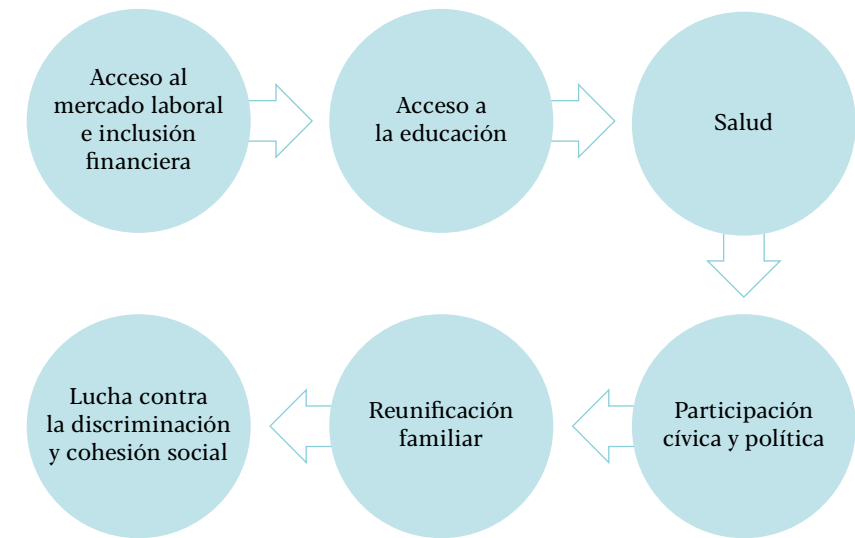 Acceso al
mercado laboral
e inclusión
financiera
Acceso a
la educación
Salud
Participación
cívica y política
Reunificación
familiar
Lucha contra
la discriminación
y cohesión social